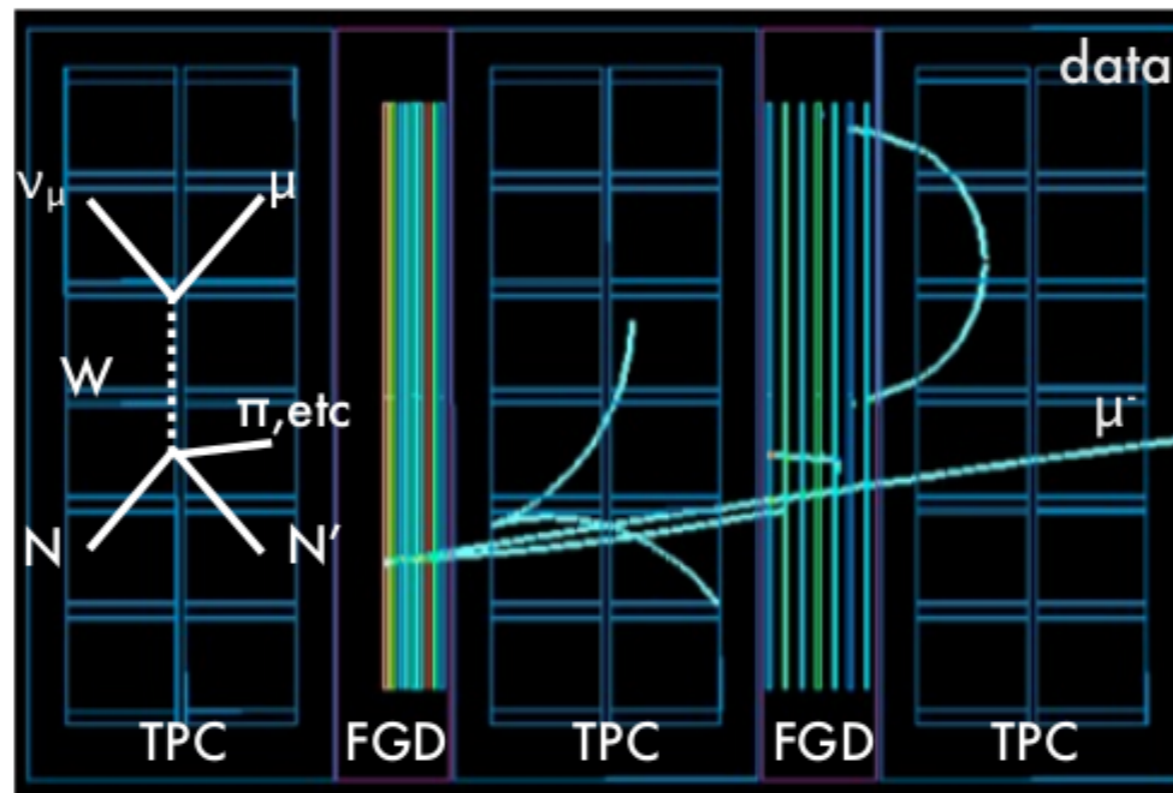 data
νμ μ
W
π,etc
μ-
N N′
TPC FGD TPC FGD TPC